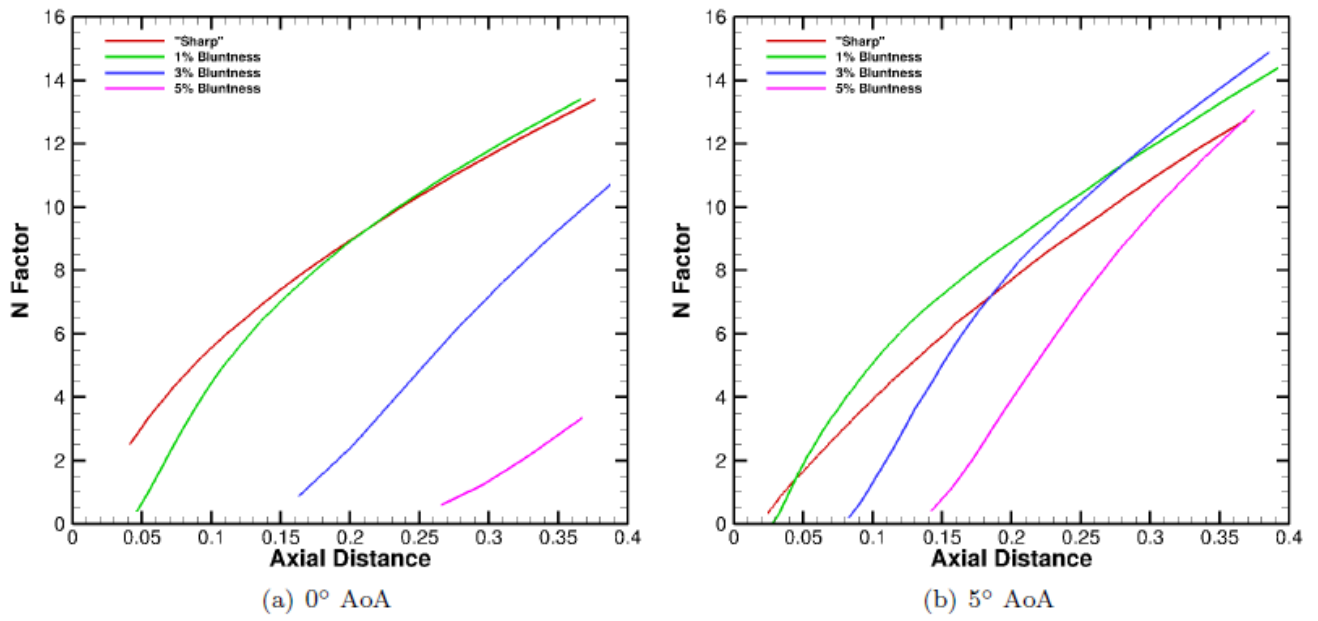 16
14
12
10
8
6
4
2
0
N Factor
"Sharp"
1% Bluntness
3% Bluntness
5% Bluntness
0 0.05 0.1 0.15 0.2 0.25 0.3 0.35 0.4
Axial Distance
(a) 0° AoA
16
14
12
10
8
6
4
2
0
N Factor
"Sharp"
1% Bluntness
3% Bluntness
5% Bluntness
0 0.05 0.1 0.15 0.2 0.25 0.3 0.35 0.4
Axial Distance
(b) 5° AoA